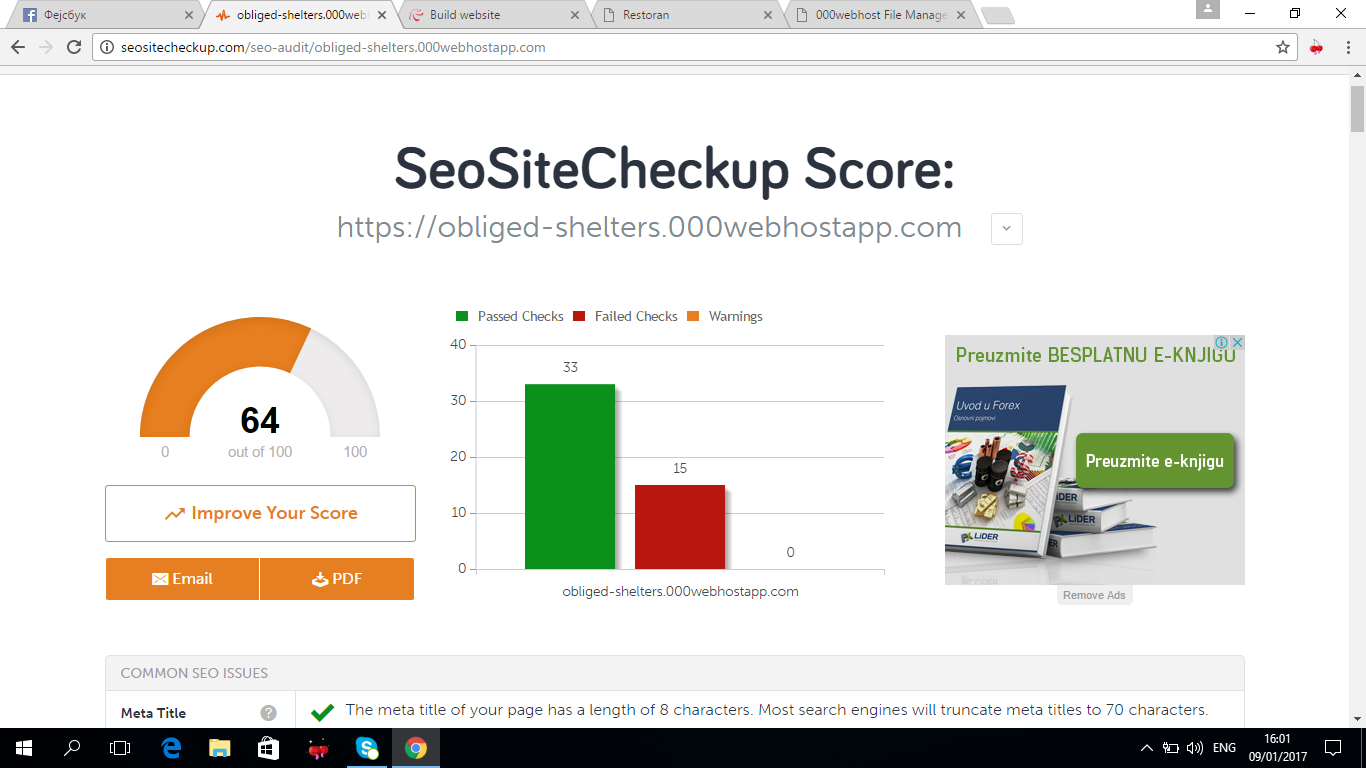 Фејсбук
obliged-shelters.000web
Build website
Restoran
000webhost File Manage
seositecheckup.com/seo-audit/obliged-shelters.000webhostapp.com
SeoSiteCheckup Score:
https://obliged-shelters.000webhostapp.com
64
0
out of 100
100
Improve Your Score
Email
PDF
Passed Checks
Failed Checks
Warnings
40
30
20
10
0
33
15
0
obliged-shelters.000webhostapp.com
Preuzmite BESPLATNU E-KNJIGU
Uvod u Forex
Osnovni pojmovi
Preuzmite e-knjigu
LiDER
LiDER
LiDER
Remove Ads
COMMON SEO ISSUES
Meta Title
?
The meta title of your page has a length of 8 characters. Most search engines will truncate meta titles to 70 characters.
ENG
16:01
09/01/2017